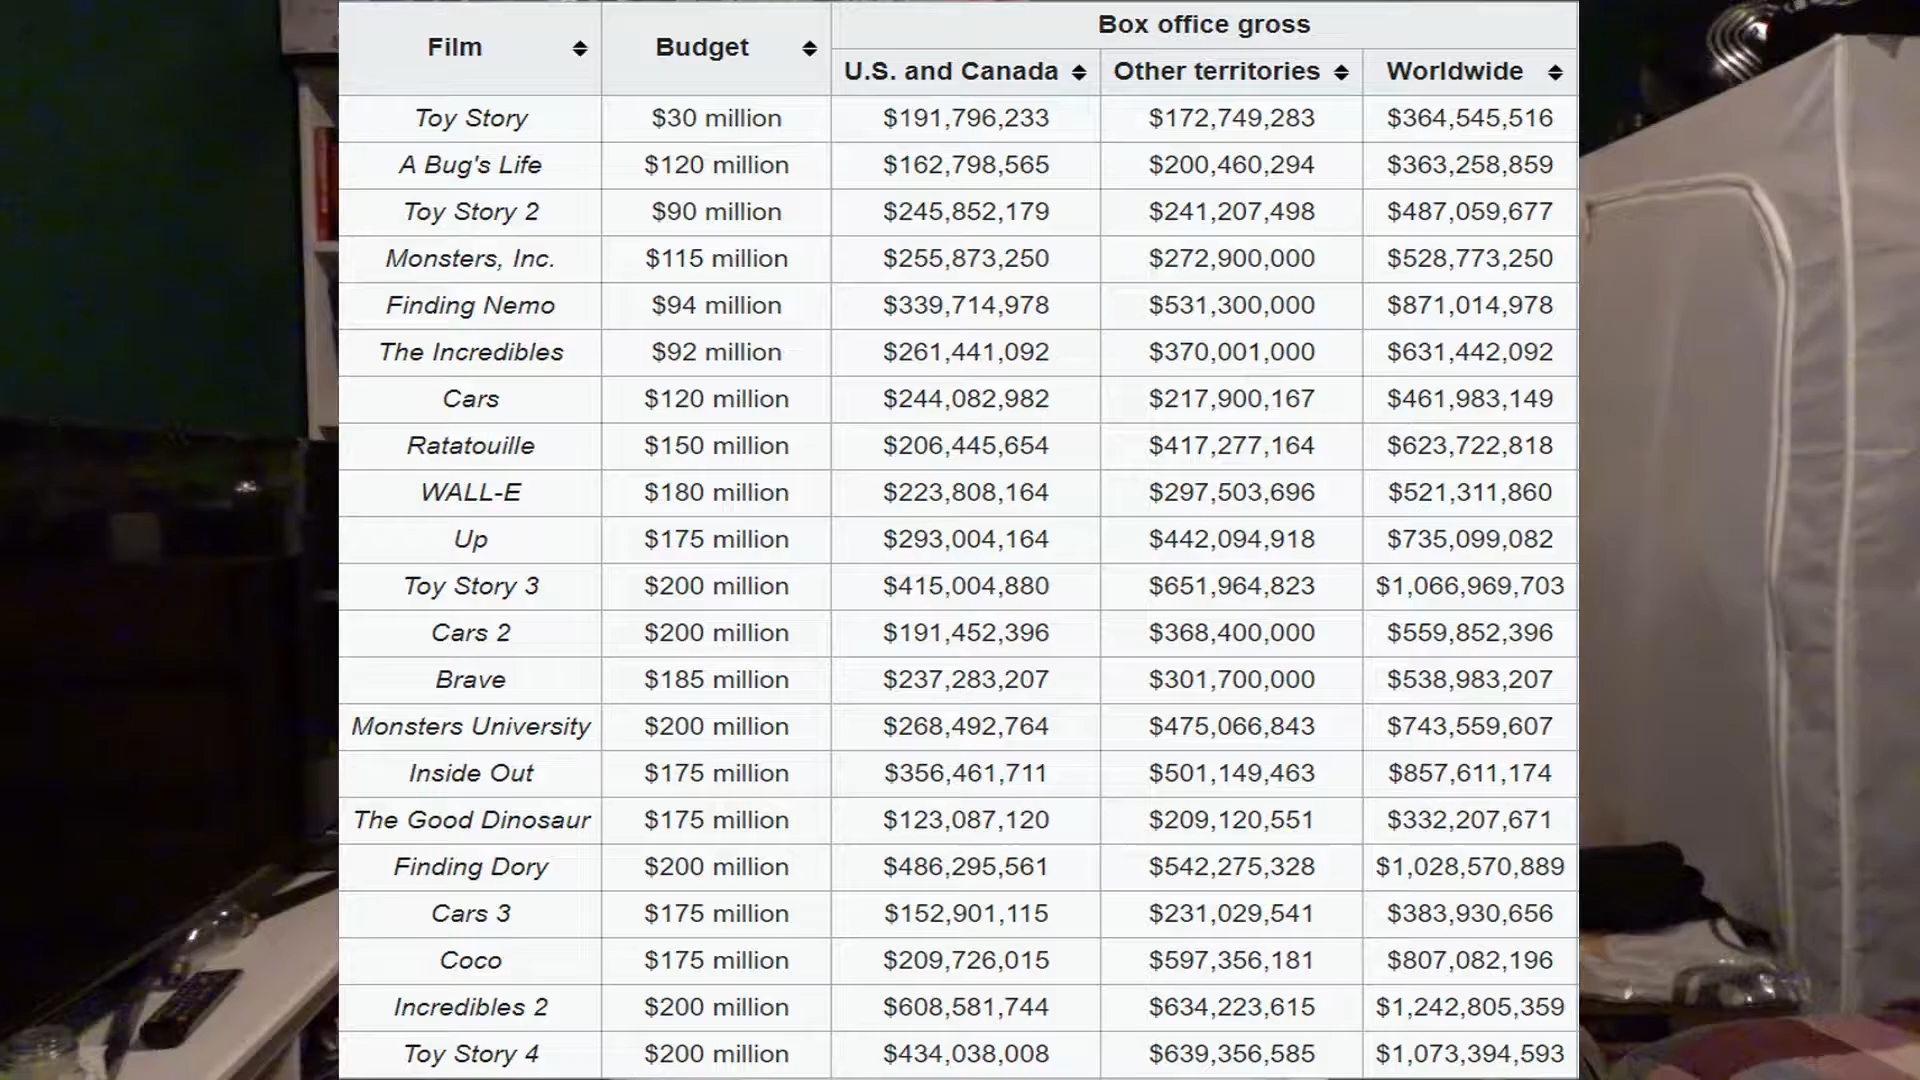 Film Budget Box office gross
U.S. and Canada Other territories Worldwide
Toy Story $30 million $191,796,233 $172,749,283 $364,545,516
A Bug's Life $120 million $162,798,565 $200,460,294 $363,258,859
Toy Story 2 $90 million $245,852,179 $241,207,498 $487,059,677
Monsters, Inc. $115 million $255,873,250 $272,900,000 $528,773,250
Finding Nemo $94 million $339,714,978 $531,300,000 $871,014,978
The Incredibles $92 million $261,441,092 $370,001,000 $631,442,092
Cars $120 million $244,082,982 $217,900,167 $461,983,149
Ratatouille $150 million $206,445,654 $417,277,164 $623,722,818
WALL-E $180 million $223,808,164 $297,503,696 $521,311,860
Up $175 million $293,004,164 $442,094,918 $735,099,082
Toy Story 3 $200 million $415,004,880 $651,964,823 $1,066,969,703
Cars 2 $200 million $191,452,396 $368,400,000 $559,852,396
Brave $185 million $237,283,207 $301,700,000 $538,983,207
Monsters University $200 million $268,492,764 $475,066,843 $743,559,607
Inside Out $175 million $356,461,711 $501,149,463 $857,611,174
The Good Dinosaur $175 million $123,087,120 $209,120,551 $332,207,671
Finding Dory $200 million $486,295,561 $542,275,328 $1,028,570,889
Cars 3 $175 million $152,901,115 $231,029,541 $383,930,656
Coco $175 million $209,726,015 $597,356,181 $807,082,196
Incredibles 2 $200 million $608,581,744 $634,223,615 $1,242,805,359
Toy Story 4 $200 million $434,038,008 $639,356,585 $1,073,394,593